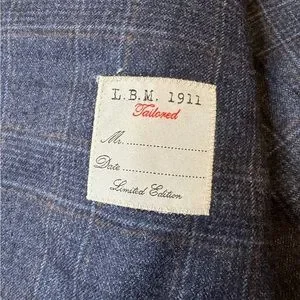 L.B.M. 1911
Tailored
Mr..................
Date..................
Limited Edition